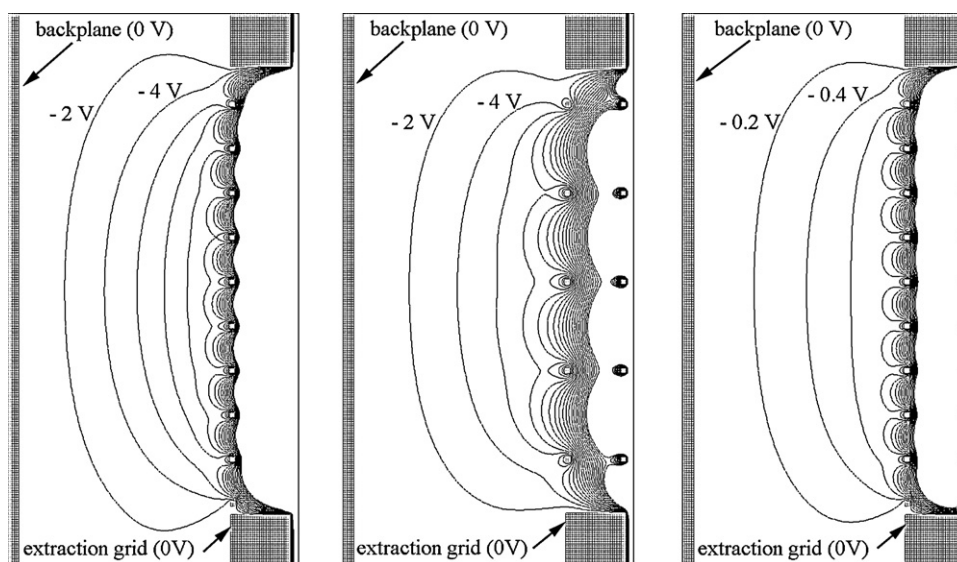 backplane (0 V)
- 2 V
- 4 V
extraction grid (0V)
backplane (0 V)
- 2 V
- 4 V
extraction grid (0V)
backplane (0 V)
- 0.2 V
- 0.4 V
extraction grid (0V)